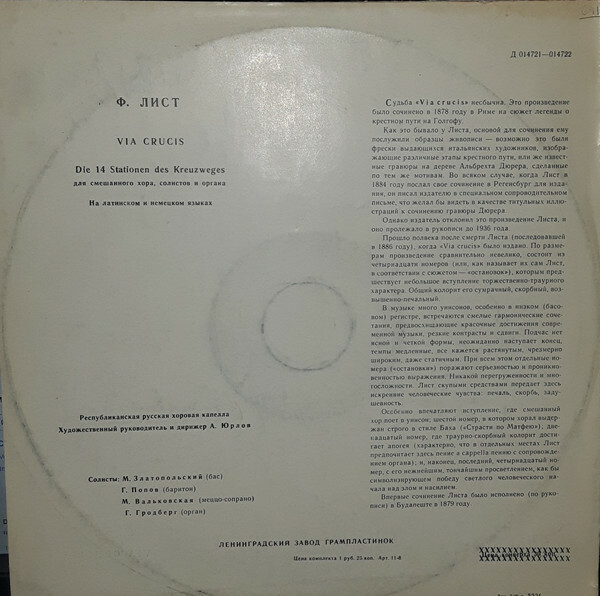 Д 014721—014722
Ф. ЛИСТ
VIA CRUCIS
Die 14 Stationen des Kreuzweges
для смешанного хора, солистов и органа
На латинском и немецком языках
Республиканская русская хоровая капелла
Художественный руководитель и дирижер А. Юрлов
Солисты: М. Златопольский (бас)
Г. Попов (баритон)
М. Вальковская (меццо-сопрано)
Г. Гродберг (орган)
Судьба «Via crucis» необычна. Это произведение
было сочинено в 1878 году в Риме на сюжет легенды о
крестном пути на Голгофу.
Как это бывало у Листа, основой для сочинения ему
послужили образцы живописи — возможно это были
фрески выдающихся итальянских художников, изобра-
жающие различные этапы крестного пути, или же извест-
ные гравюры на дереве Альбрехта Дюрера, сделанные
по тем же мотивам. Во всяком случае, когда Лист в
1884 году послал свое сочинение в Регенсбург для изда-
ния, он писал издателю в специальном сопроводительном
письме, что желал бы видеть в качестве титульных иллю-
страций к сочинению гравюры Дюрера.
Однако издатель отклонил это произведение Листа, и
оно пролежало в рукописи до 1936 года.
Прошло полвека после смерти Листа (последовавшей
в 1886 году), когда «Via crucis» было издано. По разме-
рам произведение сравнительно невелико, состоит из
четырнадцати номеров (или, как называет их сам Лист,
в соответствии с сюжетом — «остановок»), которым пред-
шествует небольшое вступление торжественно-траурного
характера. Общий колорит его сумрачный, скорбный, воз-
вышенно-печальный.
В музыке много унисонов, особенно в низком (басо-
вом) регистре, встречаются смелые гармонические соче-
тания, предвосхищающие красочные достижения совре-
менной музыки, резкие контрасты и сдвиги. Подчас нет
ясной и четкой формы, неожиданно наступает конец,
темпы медленные, все кажется растянутым, чрезмерно
широким, даже статичным. При всем этом отдельные но-
мера («остановки») поражают серьезностью и проникно-
венностью выражения. Никакой перегруженности и мно-
гословности. Лист скупыми средствами передает здесь
искренние человеческие чувства: печаль, скорбь, заду-
шевность.
Особенно впечатляют вступление, где смешанный
хор поет в унисон; шестой номер, в котором хорал выдер-
жан строго в стиле Баха («Страсти по Матфею»); две-
надцатый номер, где траурно-скорбный колорит дости-
гает апогея (характерно, что в отдельных местах Лист
предпочитает здесь пение a cappella пению с сопровож-
дением органа); и, наконец, последний, четырнадцатый но-
мер, с его нежнейшим, тончайшим просветлением, как бы
символизирующем победу светлого человеческого на-
чала над злом и насилием.
Впервые сочинение Листа было исполнено (по руко-
писи) в Будапеште в 1879 году.
ЛЕНИНГРАДСКИЙ ЗАВОД ГРАМПЛАСТИНОК
Цена комплекта 1 руб. 25 коп. Арт. 11-6